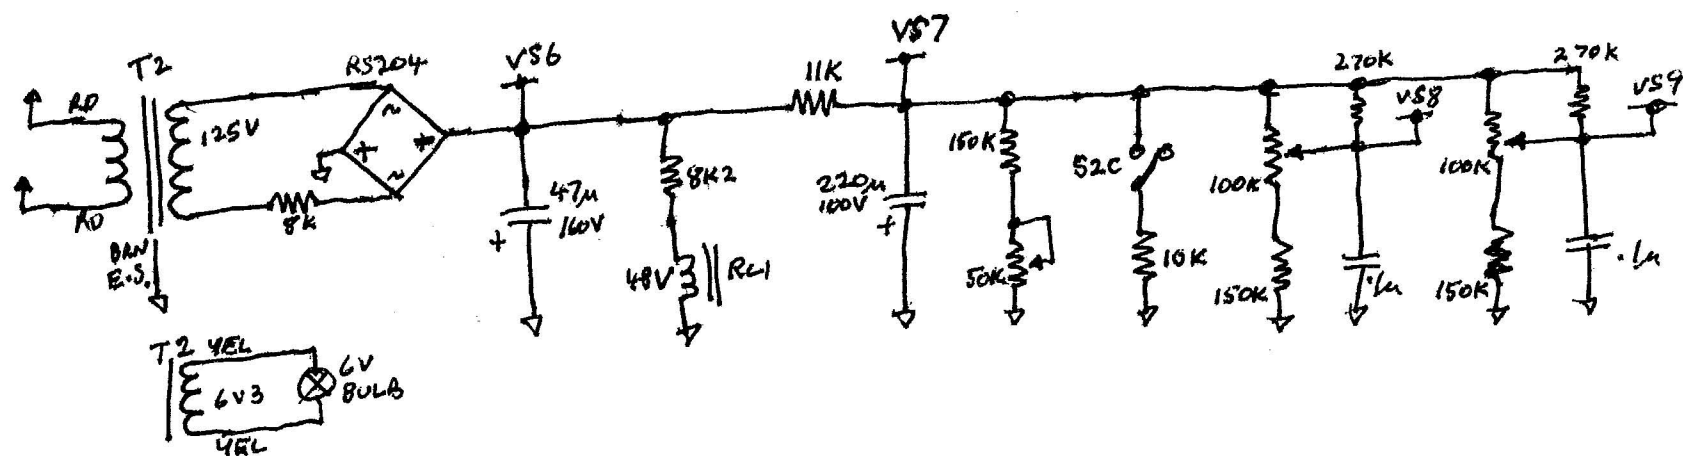 T2
RD
RD
BRN
E.S.
125V
8K
RS204
~
+
+
~
VS6
47µ
160V
+
8K2
48V
RL1
11K
VS7
220µ
100V
+
150K
50K
S2C
10K
100K
150K
270K
VS8
.1µ
100K
150K
270K
VS9
.1µ
T2
YEL
6V3
YEL
6V
BULB